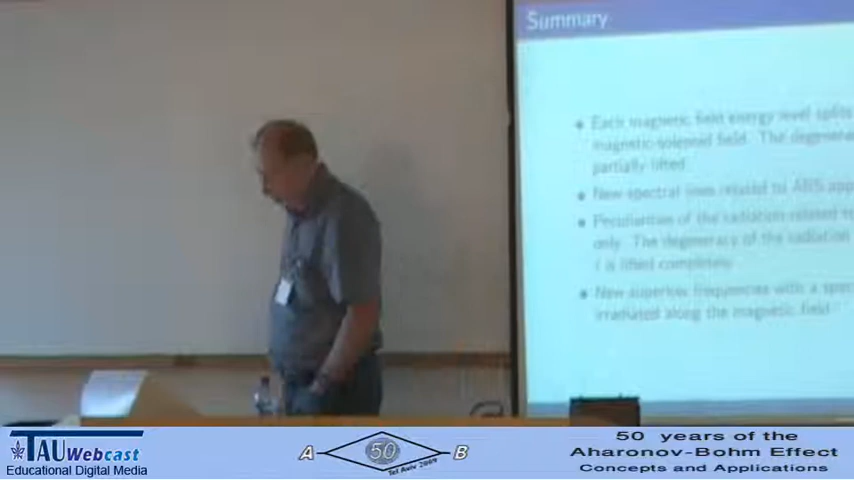 Summary
Each magnetic field energy level splits
magnetic-solenoid field. The degenera
partially lifted.
New spectral lines related to ABS app
Peculiarities of the radiation related t
only. The degeneracy of the radiation
is lifted completely
New superior frequencies with a spec
irradiated along the magnetic field
TAU Webcast
Educational Digital Media
A 50 B
Tel Aviv 2009
50 years of the
Aharonov-Bohm Effect
Concepts and Applications